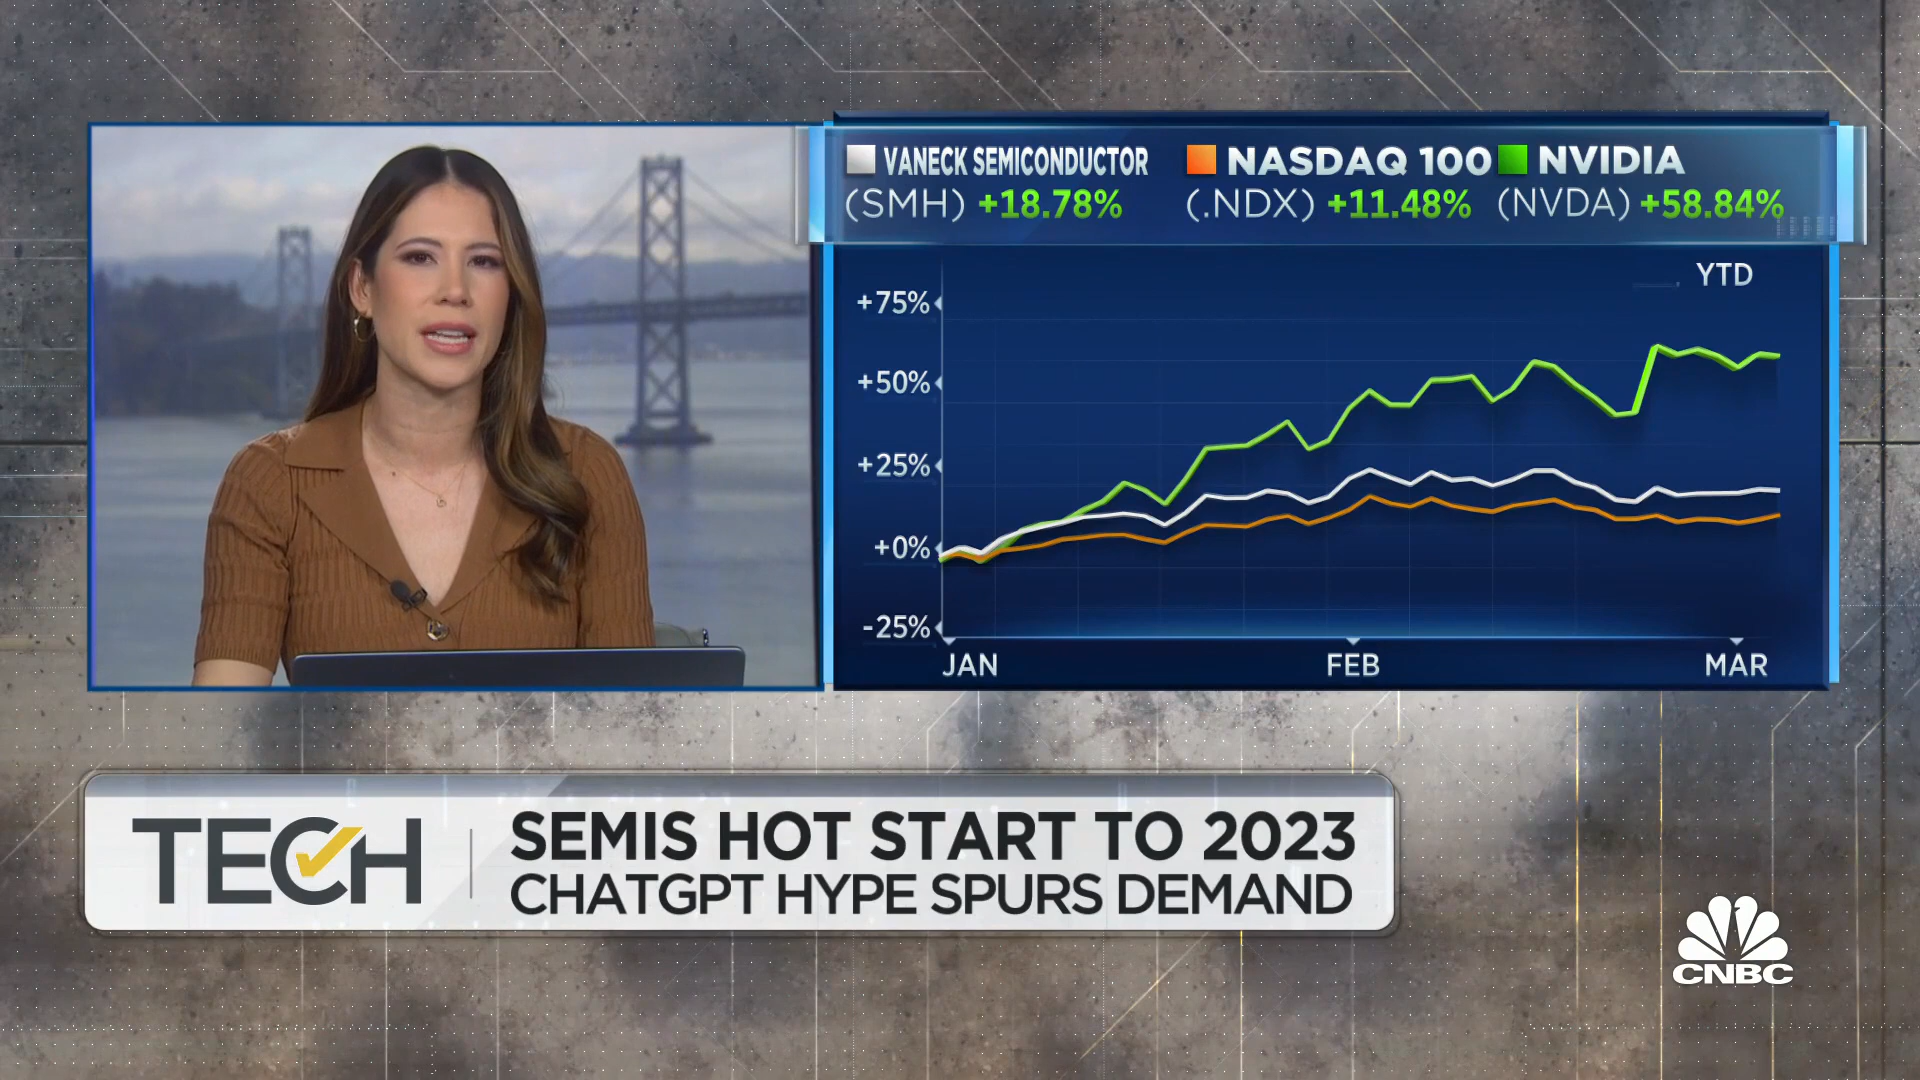 VANECK SEMICONDUCTOR
(SMH) +18.78%
NASDAQ 100
(.NDX) +11.48%
NVIDIA
(NVDA) +58.84%
YTD
+75%
+50%
+25%
+0%
-25%
JAN
FEB
MAR
TECH
SEMIS HOT START TO 2023
CHATGPT HYPE SPURS DEMAND
CNBC